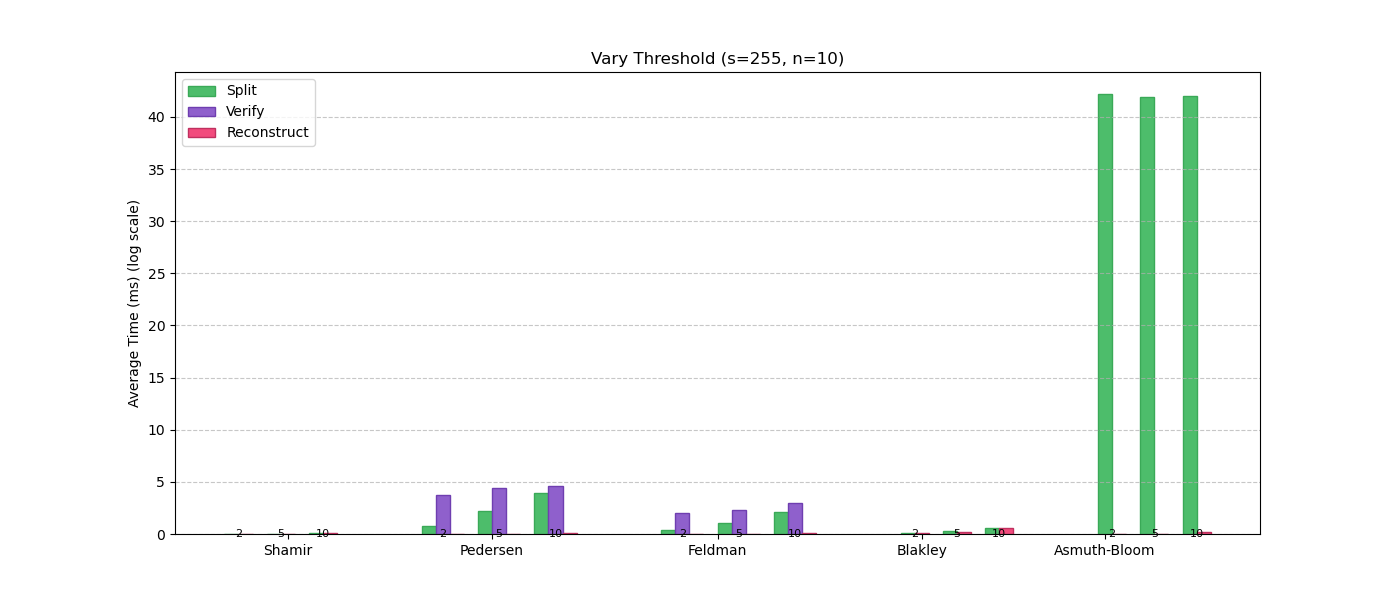 Vary Threshold (s=255, n=10)
Split
Verify
Reconstruct
Average Time (ms) (log scale)
40
35
30
25
20
15
10
5
0
2 5 10 2 5 10 2 5 10 2 5 10 2 5 10
Shamir Pedersen Feldman Blakley Asmuth-Bloom